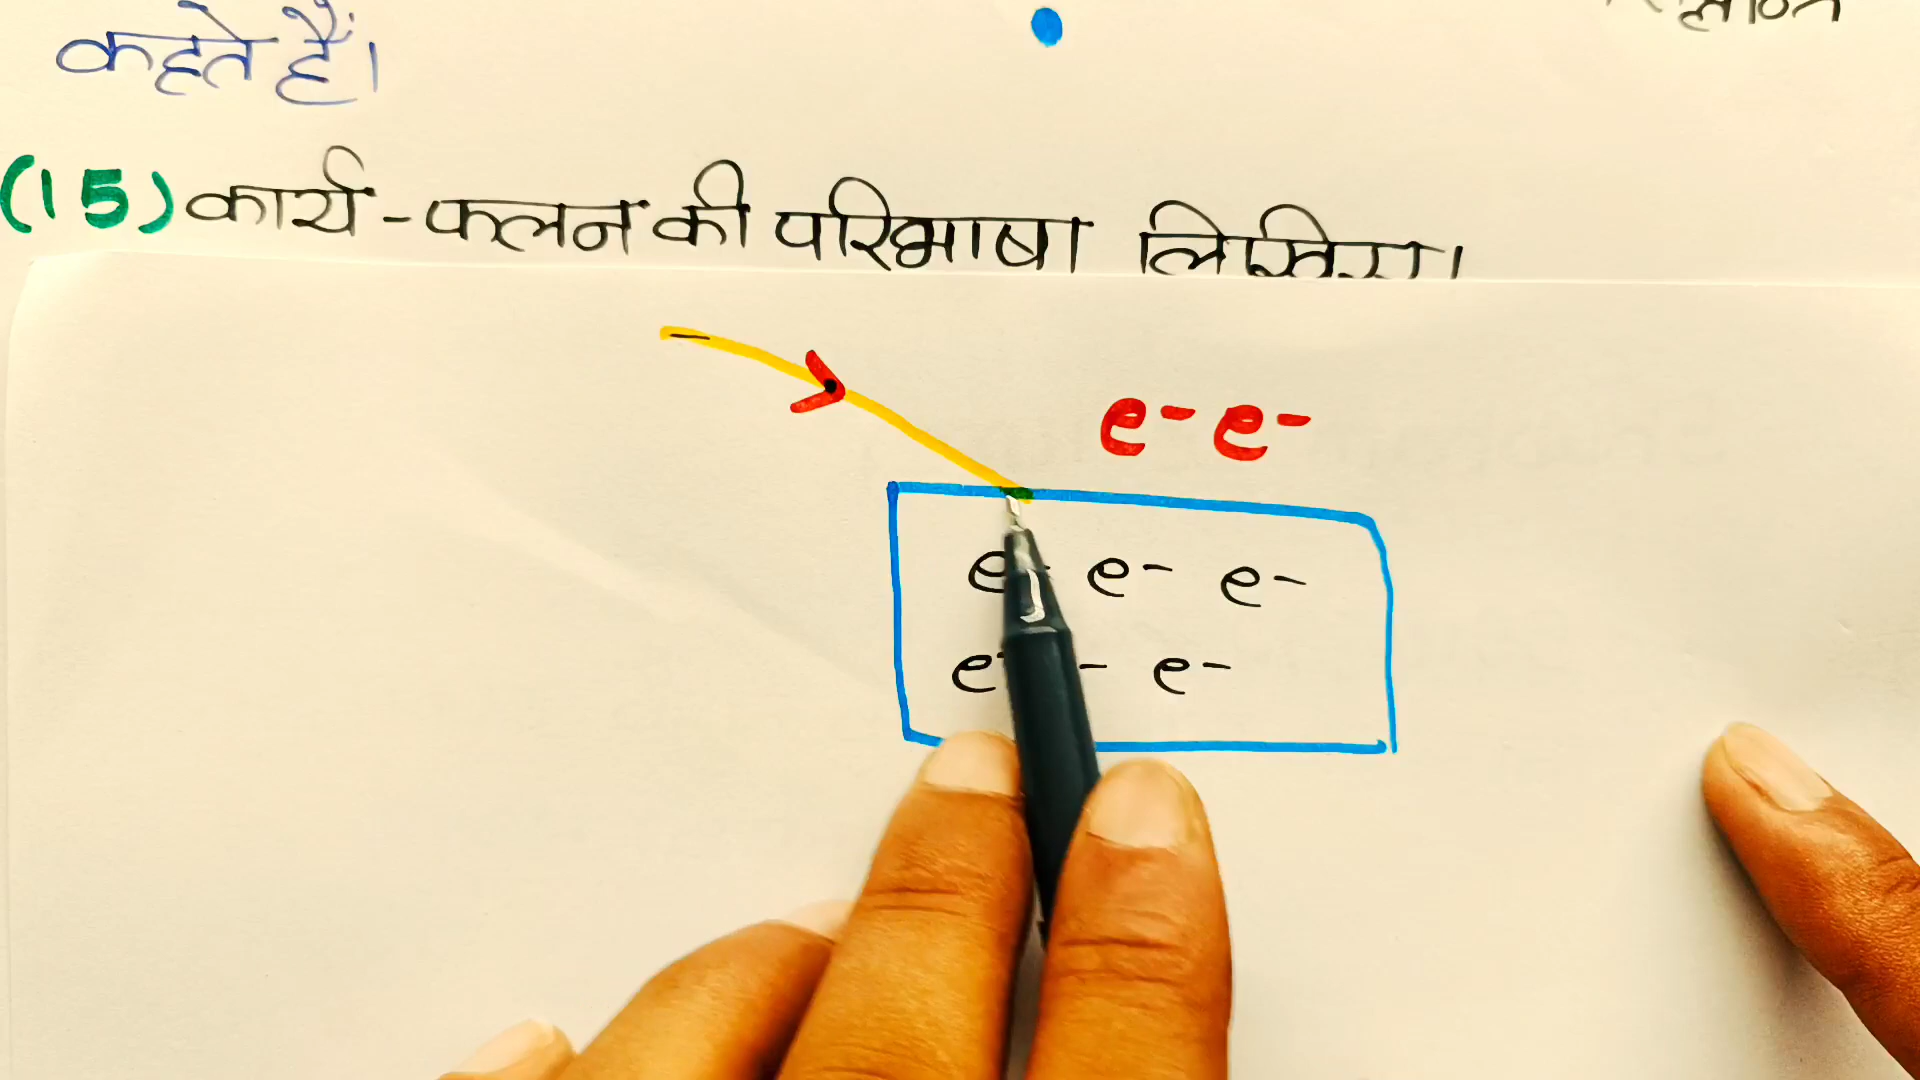 कहते हैं।
(15) कार्य-फलन की परिभाषा लिखिए।
e- e-
e- e- e-
e- - e-